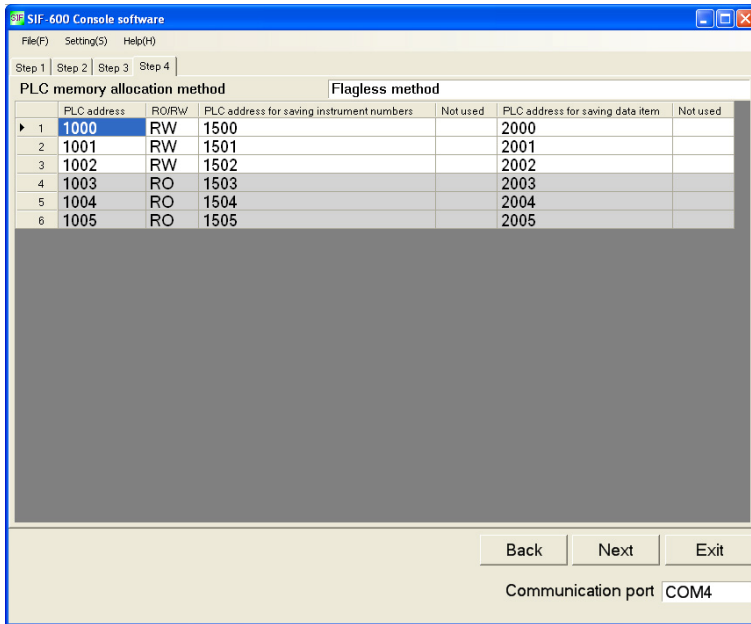 SIF SIF-600 Console software
File(F) Setting(S) Help(H)
Step 1 Step 2 Step 3 Step 4
PLC memory allocation method Flagless method
PLC address RO/RW PLC address for saving instrument numbers Not used PLC address for saving data item Not used
1 1000 RW 1500 2000
2 1001 RW 1501 2001
3 1002 RW 1502 2002
4 1003 RO 1503 2003
5 1004 RO 1504 2004
6 1005 RO 1505 2005
Back Next Exit
Communication port COM4